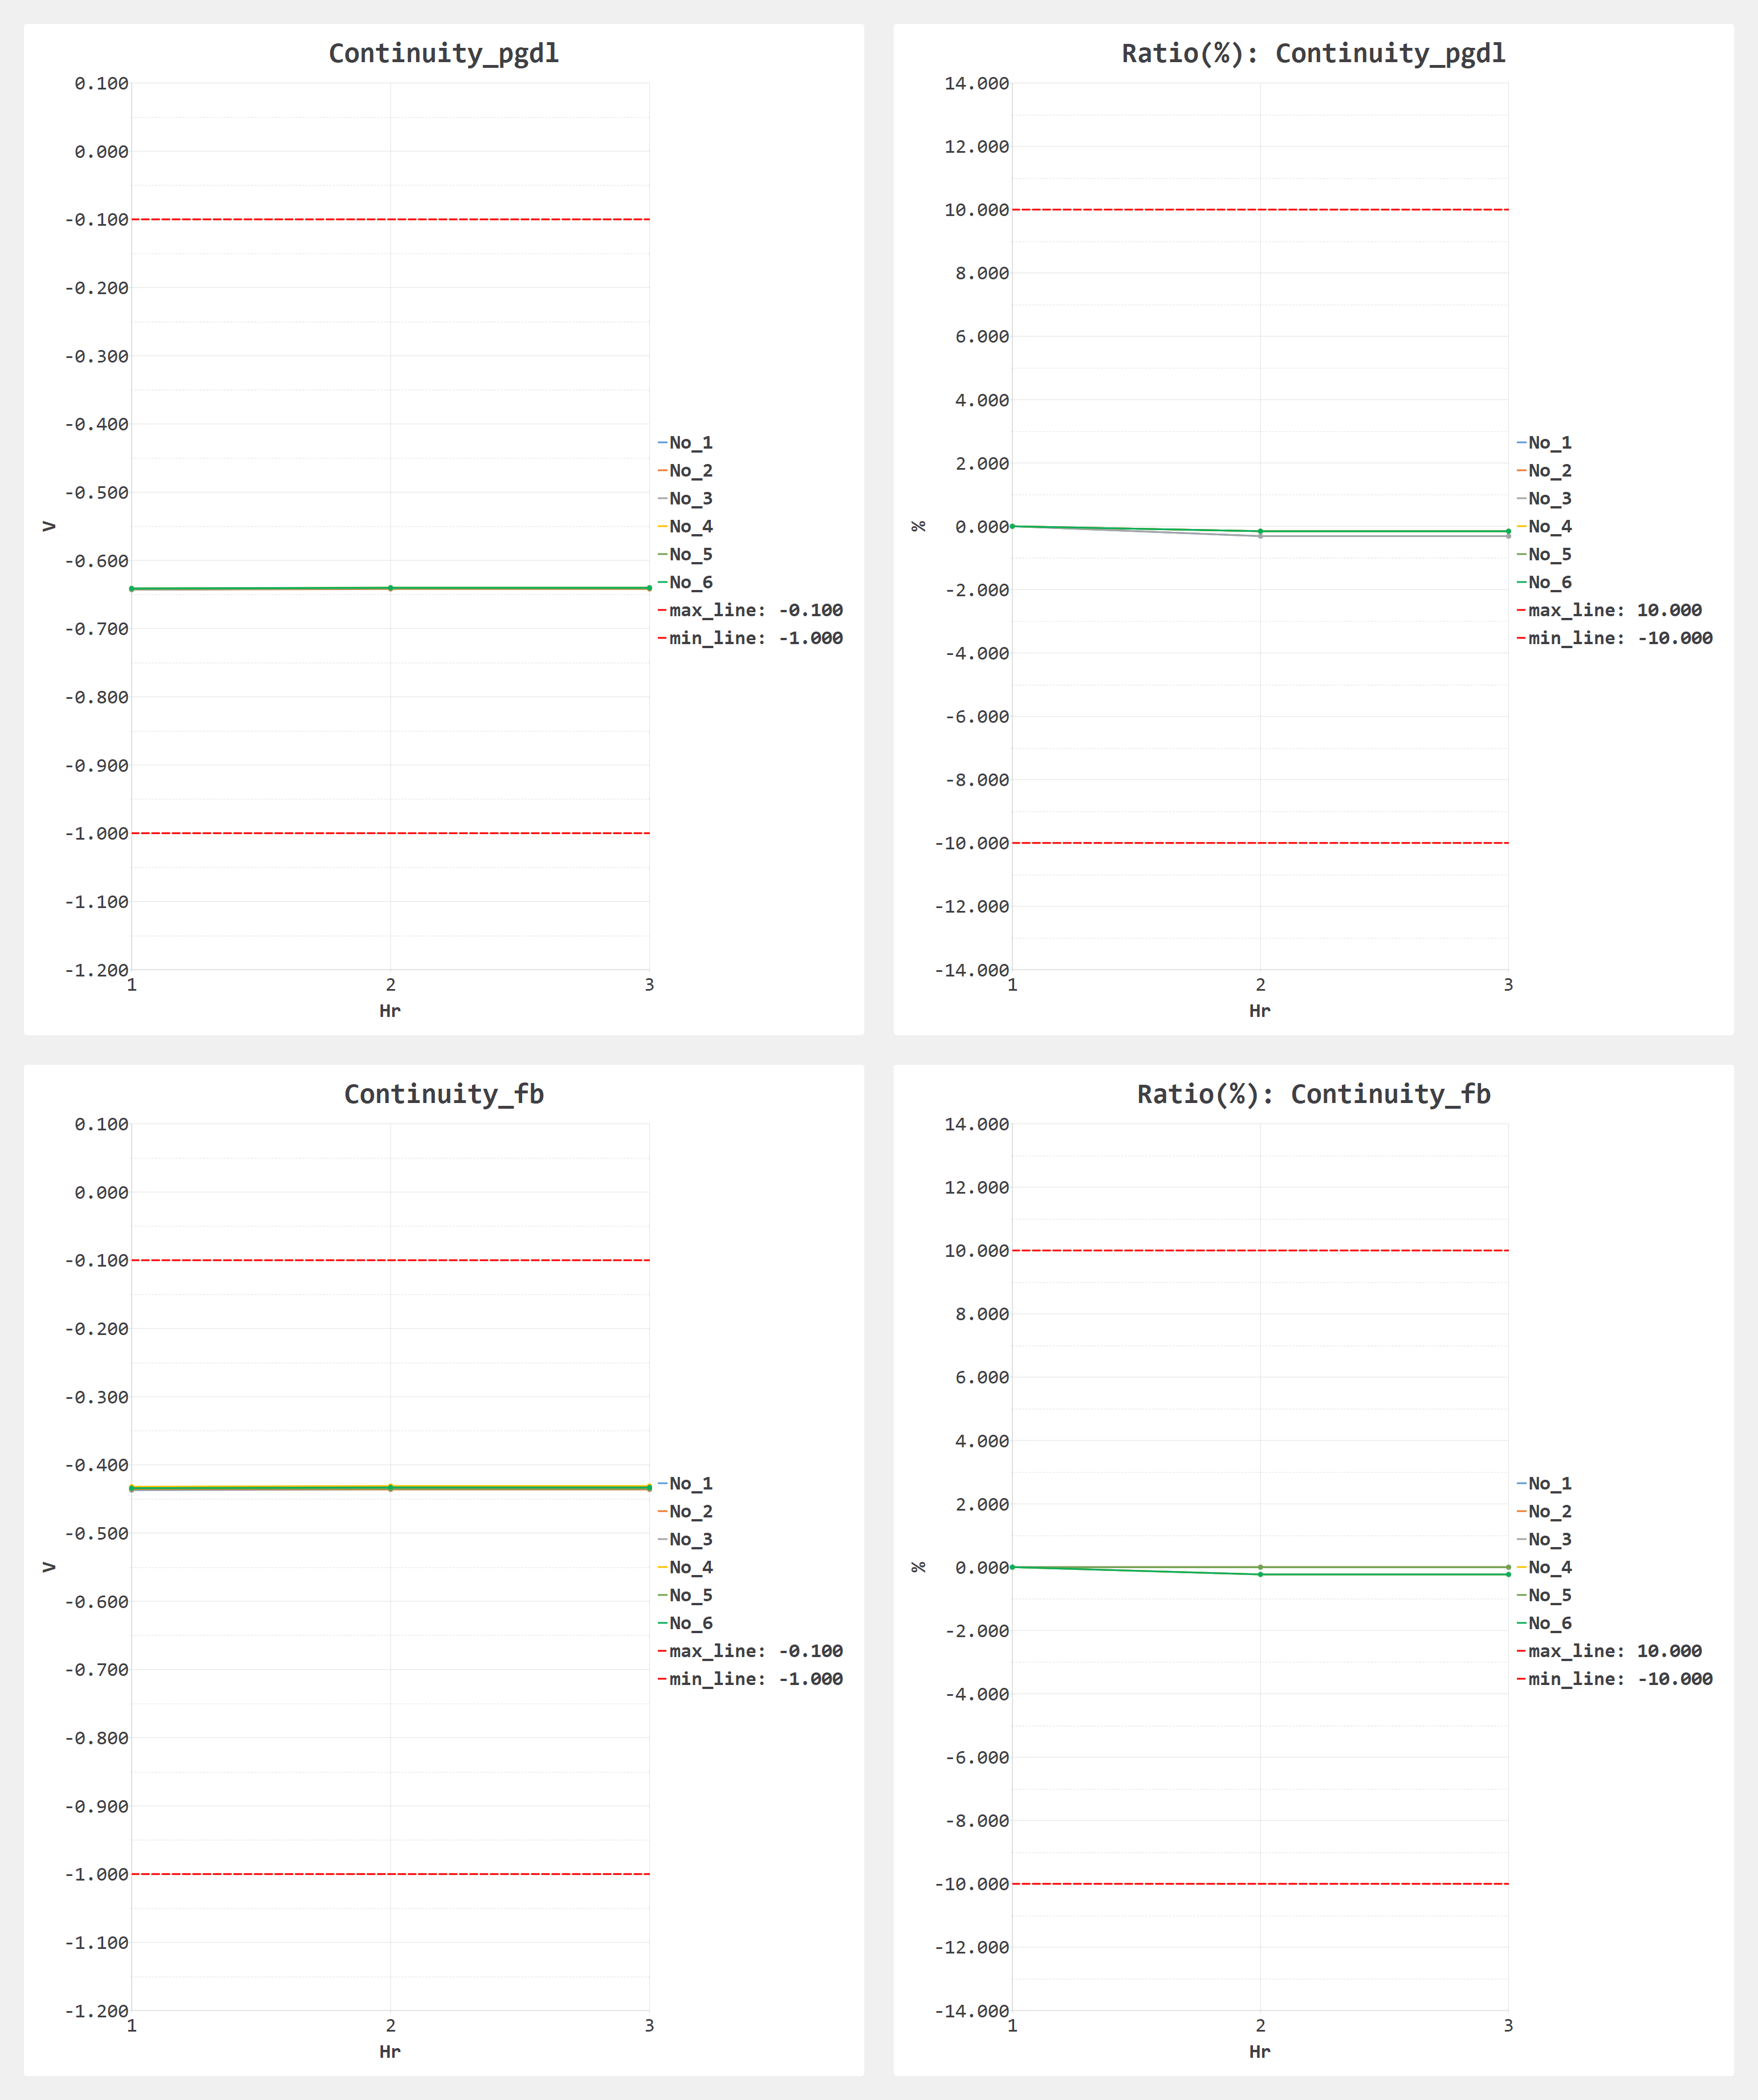 Continuity_pgdl
0.100
0.000
-0.100
-0.200
-0.300
-0.400
-0.500
-0.600
-0.700
-0.800
-0.900
-1.000
-1.100
-1.200
V
1 2 3
Hr
No_1
No_2
No_3
No_4
No_5
No_6
max_line: -0.100
min_line: -1.000
Ratio(%): Continuity_pgdl
14.000
12.000
10.000
8.000
6.000
4.000
2.000
0.000
-2.000
-4.000
-6.000
-8.000
-10.000
-12.000
-14.000
%
1 2 3
Hr
No_1
No_2
No_3
No_4
No_5
No_6
max_line: 10.000
min_line: -10.000
Continuity_fb
0.100
0.000
-0.100
-0.200
-0.300
-0.400
-0.500
-0.600
-0.700
-0.800
-0.900
-1.000
-1.100
-1.200
V
1 2 3
Hr
No_1
No_2
No_3
No_4
No_5
No_6
max_line: -0.100
min_line: -1.000
Ratio(%): Continuity_fb
14.000
12.000
10.000
8.000
6.000
4.000
2.000
0.000
-2.000
-4.000
-6.000
-8.000
-10.000
-12.000
-14.000
%
1 2 3
Hr
No_1
No_2
No_3
No_4
No_5
No_6
max_line: 10.000
min_line: -10.000